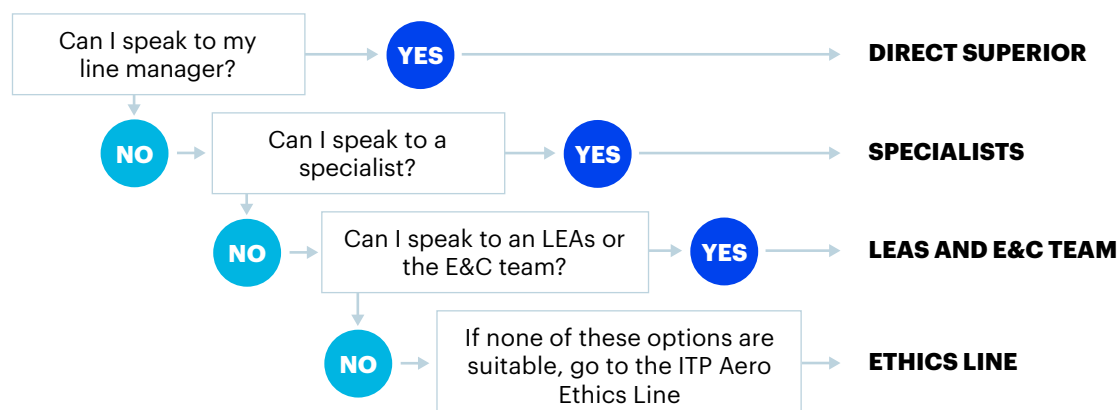 Can I speak to my
line manager?
YES
DIRECT SUPERIOR
NO
Can I speak to a
specialist?
YES
SPECIALISTS
NO
Can I speak to an LEAs or
the E&C team?
YES
LEAS AND E&C TEAM
NO
If none of these options are
suitable, go to the ITP Aero
Ethics Line
ETHICS LINE